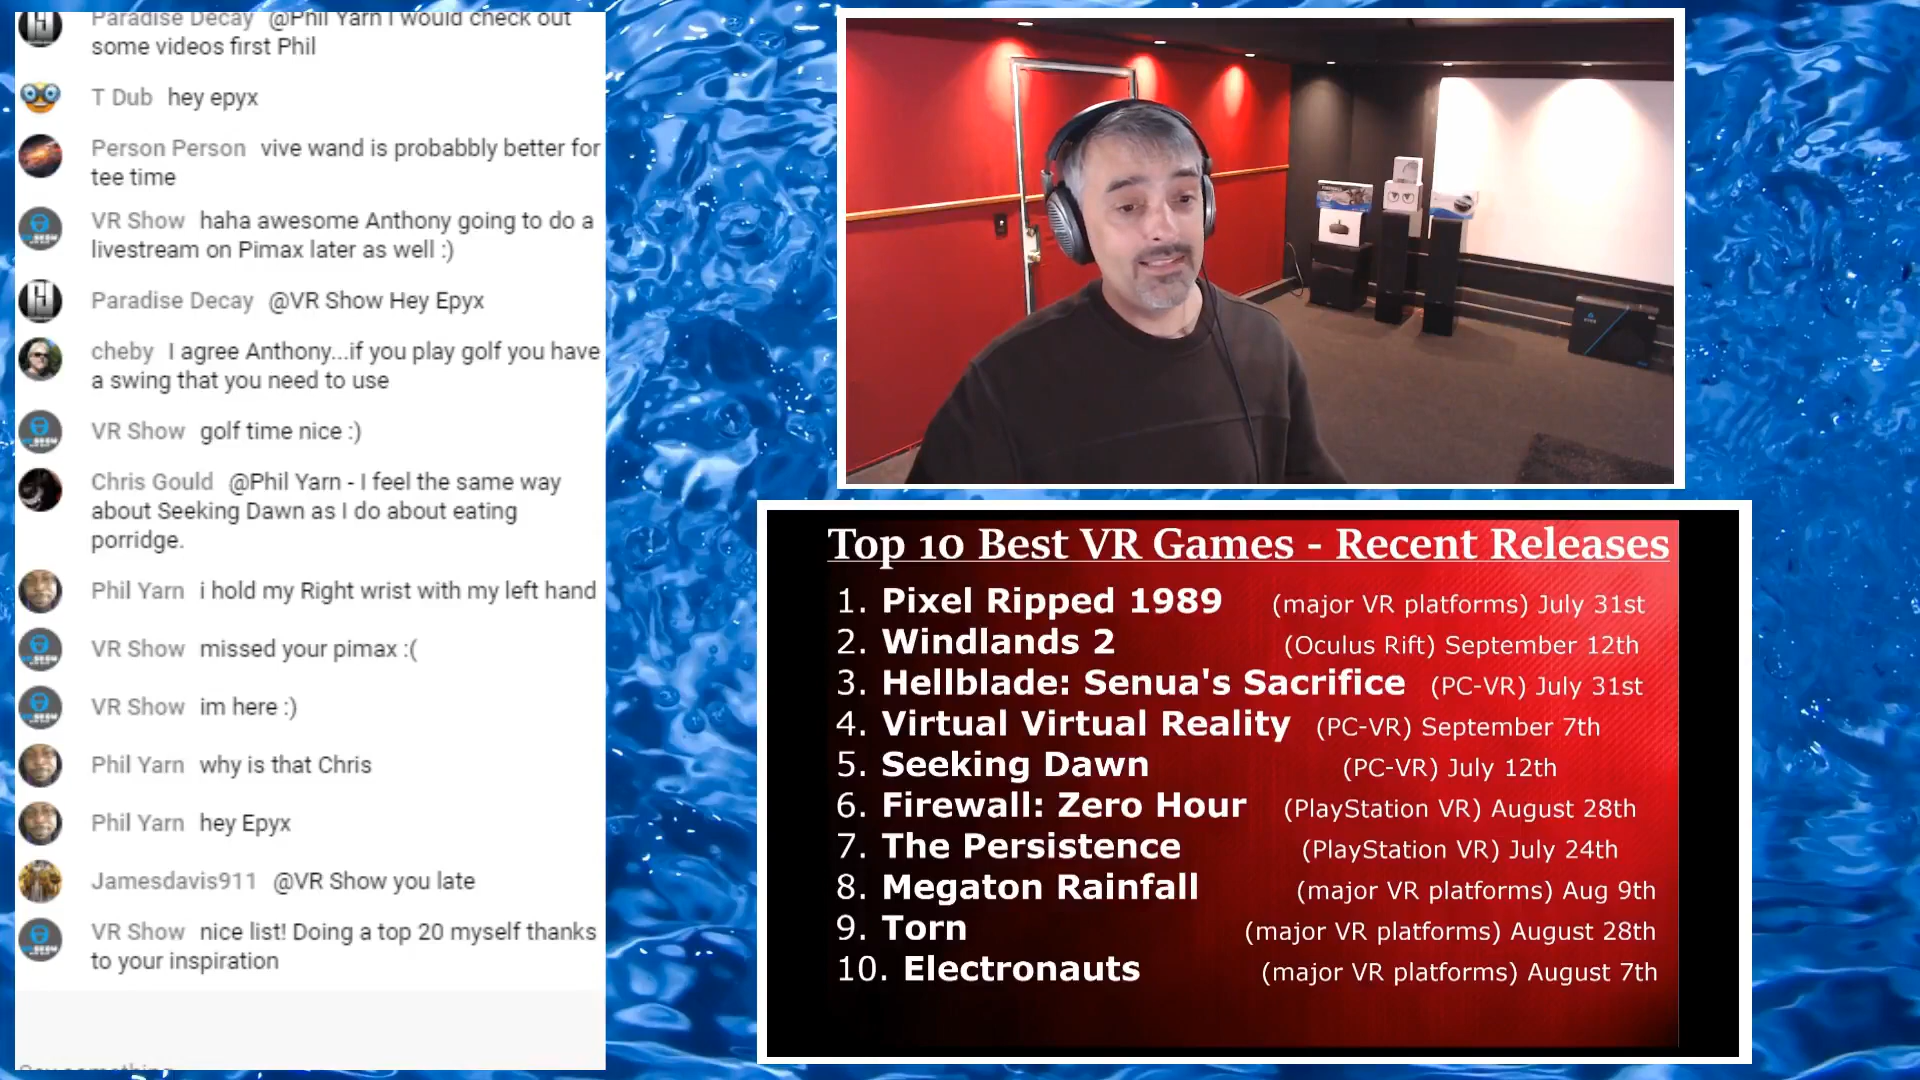 Paradise Decay @Phil Yarn I would check out
some videos first Phil
T Dub hey epyx
Person Person vive wand is probabbly better for
tee time
VR Show haha awesome Anthony going to do a
livestream on Pimax later as well :)
Paradise Decay @VR Show Hey Epyx
cheby I agree Anthony...if you play golf you have
a swing that you need to use
VR Show golf time nice :)
Chris Gould @Phil Yarn - I feel the same way
about Seeking Dawn as I do about eating
porridge.
Phil Yarn i hold my Right wrist with my left hand
VR Show missed your pimax :(
VR Show im here :)
Phil Yarn why is that Chris
Phil Yarn hey Epyx
Jamesdavis911 @VR Show you late
VR Show nice list! Doing a top 20 myself thanks
to your inspiration
Top 10 Best VR Games - Recent Releases
1. Pixel Ripped 1989 (major VR platforms) July 31st
2. Windlands 2 (Oculus Rift) September 12th
3. Hellblade: Senua's Sacrifice (PC-VR) July 31st
4. Virtual Virtual Reality (PC-VR) September 7th
5. Seeking Dawn (PC-VR) July 12th
6. Firewall: Zero Hour (PlayStation VR) August 28th
7. The Persistence (PlayStation VR) July 24th
8. Megaton Rainfall (major VR platforms) Aug 9th
9. Torn (major VR platforms) August 28th
10. Electronauts (major VR platforms) August 7th